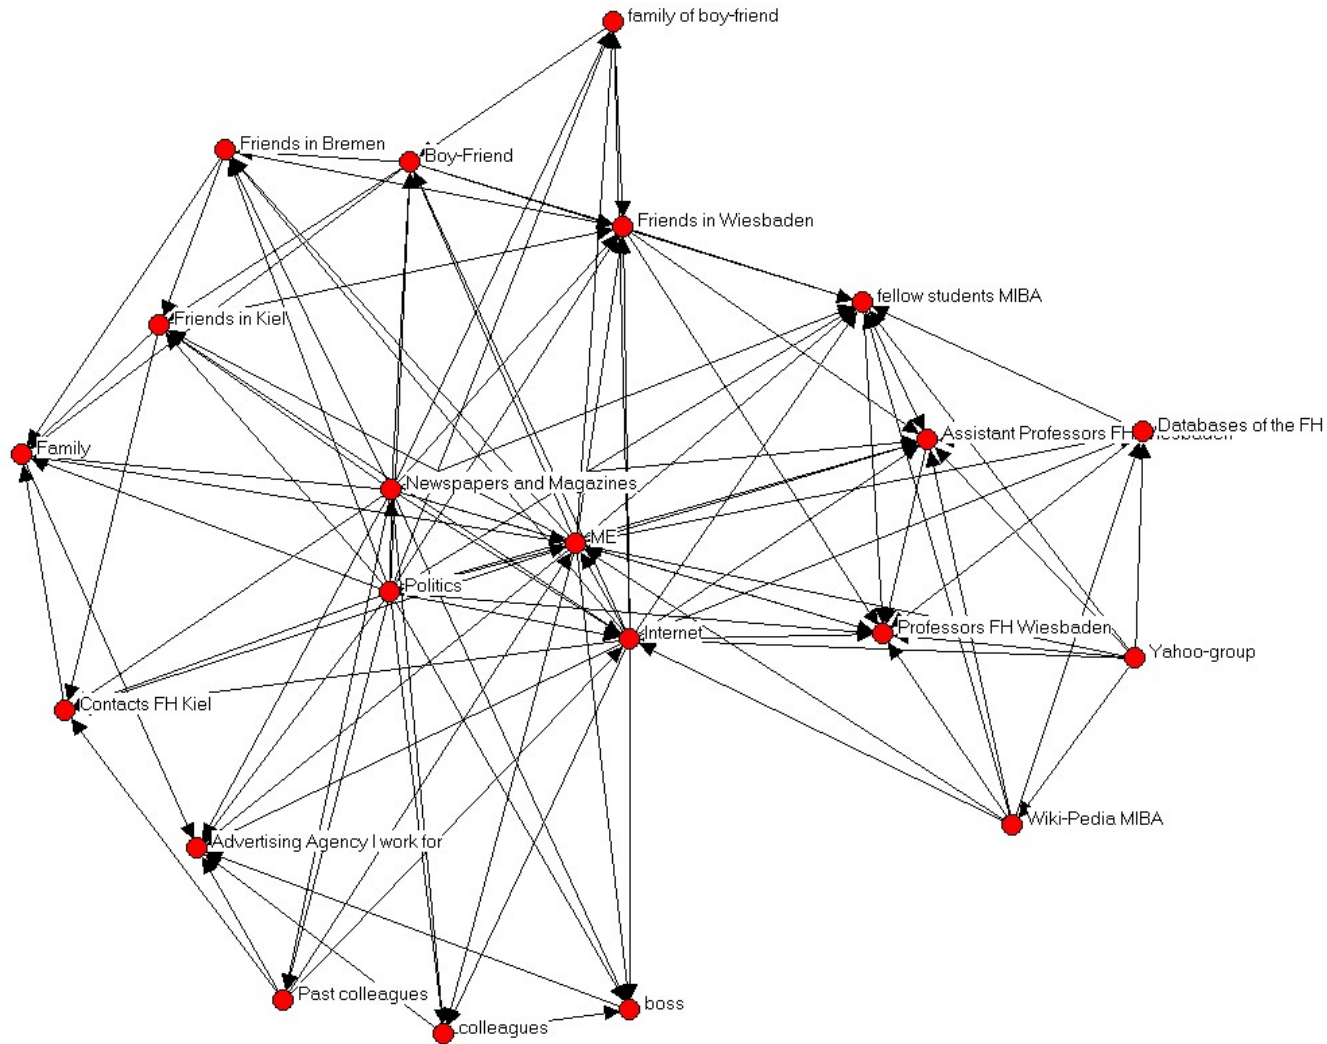 family of boy-friend
Friends in Bremen
Boy-Friend
Friends in Wiesbaden
fellow students MIBA
Friends in Kiel
Databases of the FH
Assistant Professors FH Wiesbaden
Family
Newspapers and Magazines
ME
Politics
Internet
Professors FH Wiesbaden
Yahoo-group
Contacts FH Kiel
Wiki-Pedia MIBA
Advertising Agency I work for
Past colleagues
boss
colleagues